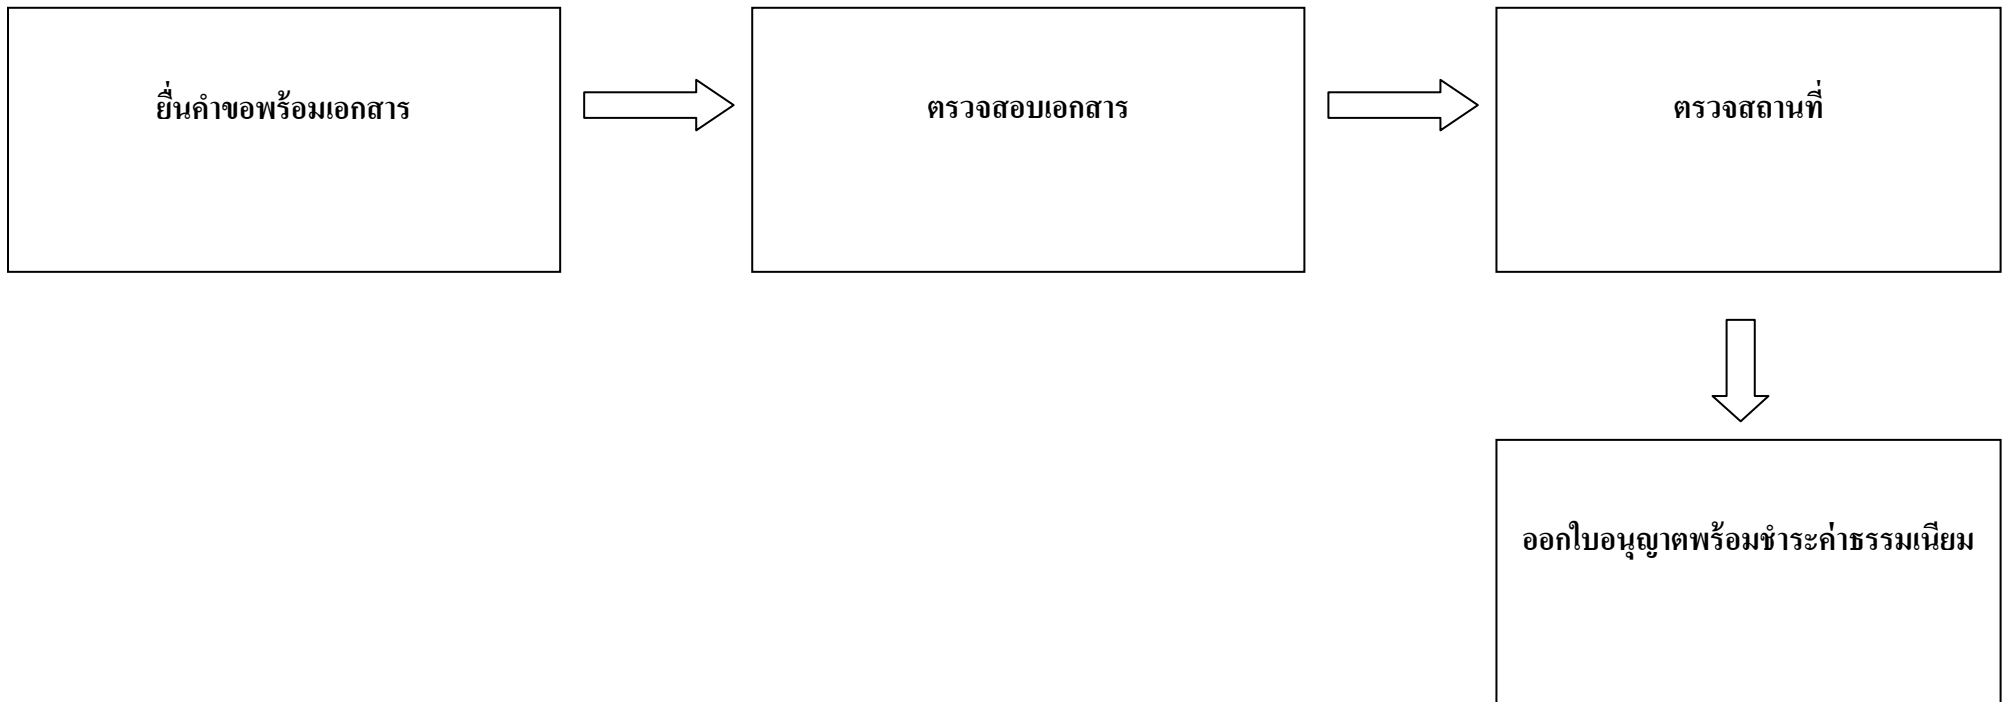 ยื่นคำขอพร้อมเอกสาร
ตรวจสอบเอกสาร
ตรวจสถานที่
ออกใบอนุญาตพร้อมชำระค่าธรรมเนียม